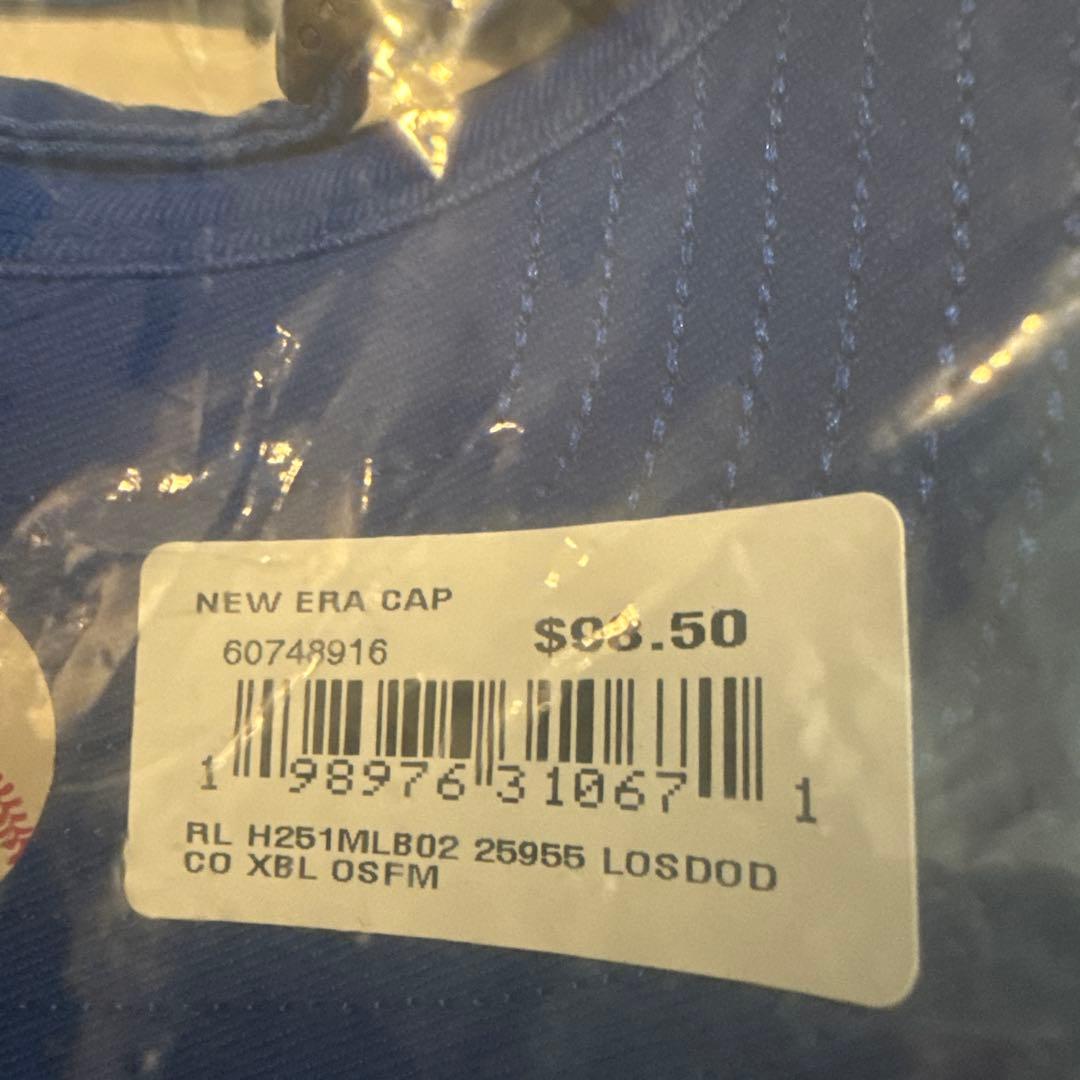 NEW ERA CAP
60748916 $98.50
1 98976 31067 1
RL H251MLB02 25955 LOSDOD
CO XBL OSFM